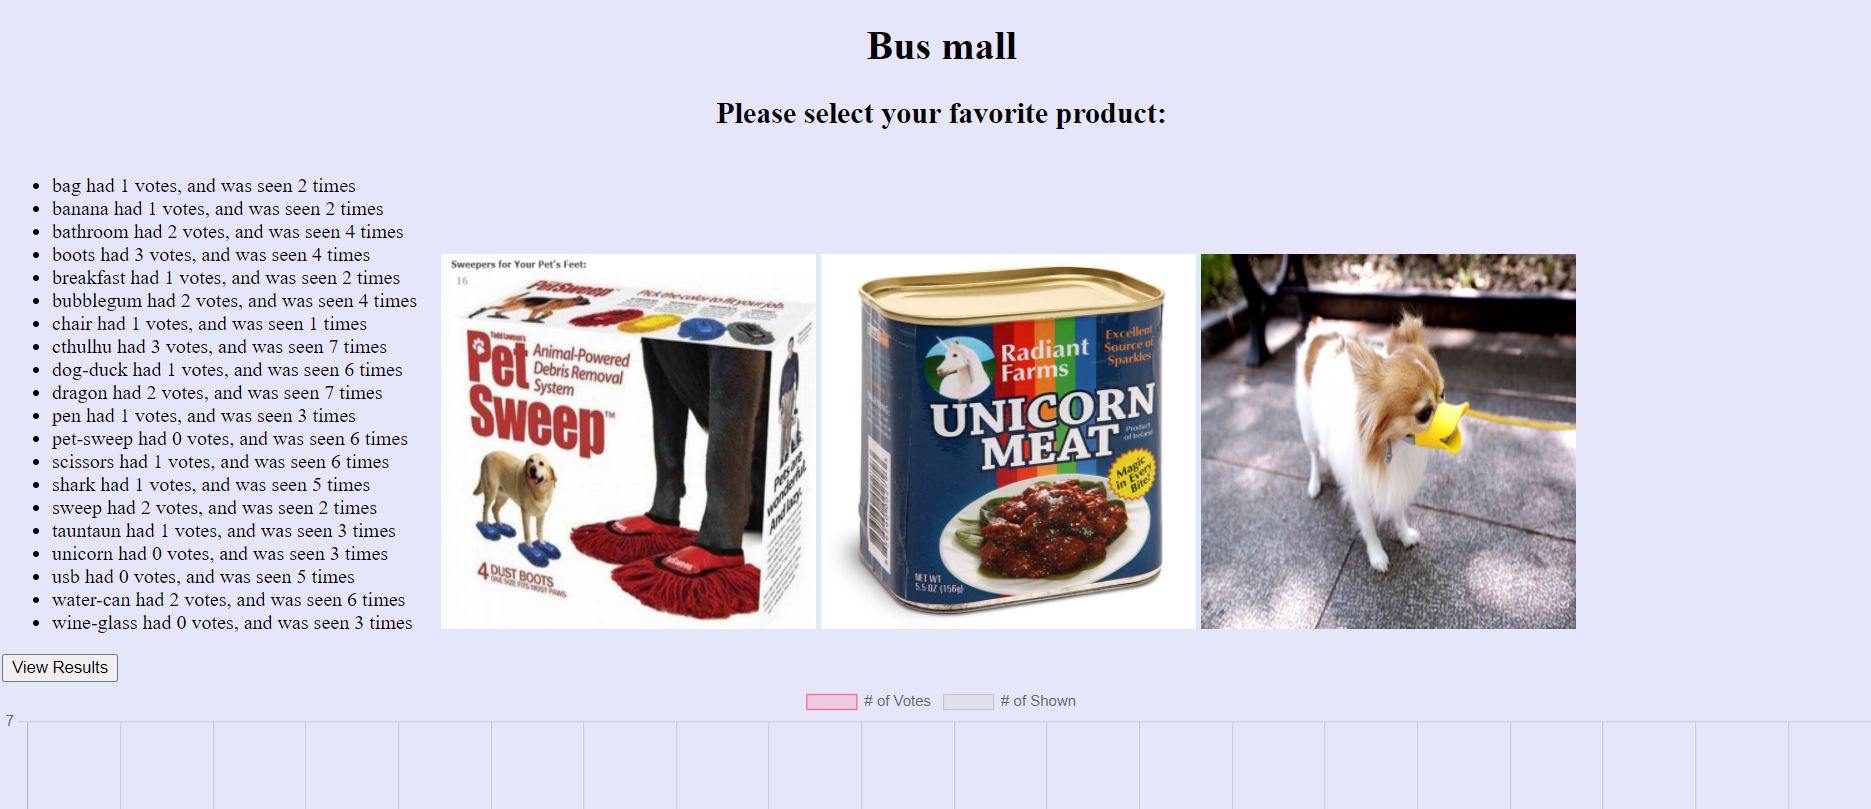 Bus mall
Please select your favorite product:
bag had 1 votes, and was seen 2 times
banana had 1 votes, and was seen 2 times
bathroom had 2 votes, and was seen 4 times
boots had 3 votes, and was seen 4 times
breakfast had 1 votes, and was seen 2 times
bubblegum had 2 votes, and was seen 4 times
chair had 1 votes, and was seen 1 times
cthulhu had 3 votes, and was seen 7 times
dog-duck had 1 votes, and was seen 6 times
dragon had 2 votes, and was seen 7 times
pen had 1 votes, and was seen 3 times
pet-sweep had 0 votes, and was seen 6 times
scissors had 1 votes, and was seen 6 times
shark had 1 votes, and was seen 5 times
sweep had 2 votes, and was seen 2 times
tauntaun had 1 votes, and was seen 3 times
unicorn had 0 votes, and was seen 3 times
usb had 0 votes, and was seen 5 times
water-can had 2 votes, and was seen 6 times
wine-glass had 0 votes, and was seen 3 times
Sweepers for Your Pet's Feet:
16
PetSweep
Pick the color to fit your job.
Pet
Sweep™
Animal-Powered
Debris Removal
System
Pets are
wonderful.
And lazy.
4 DUST BOOTS
ONE SIZE FITS MOST PAWS
Radiant
Farms
Excellent
Source of
Sparkles
UNICORN
MEAT
Product
of Ireland
Magic
in Every
Bite!
NET WT
5.5 OZ (156g)
View Results
# of Votes
# of Shown
7